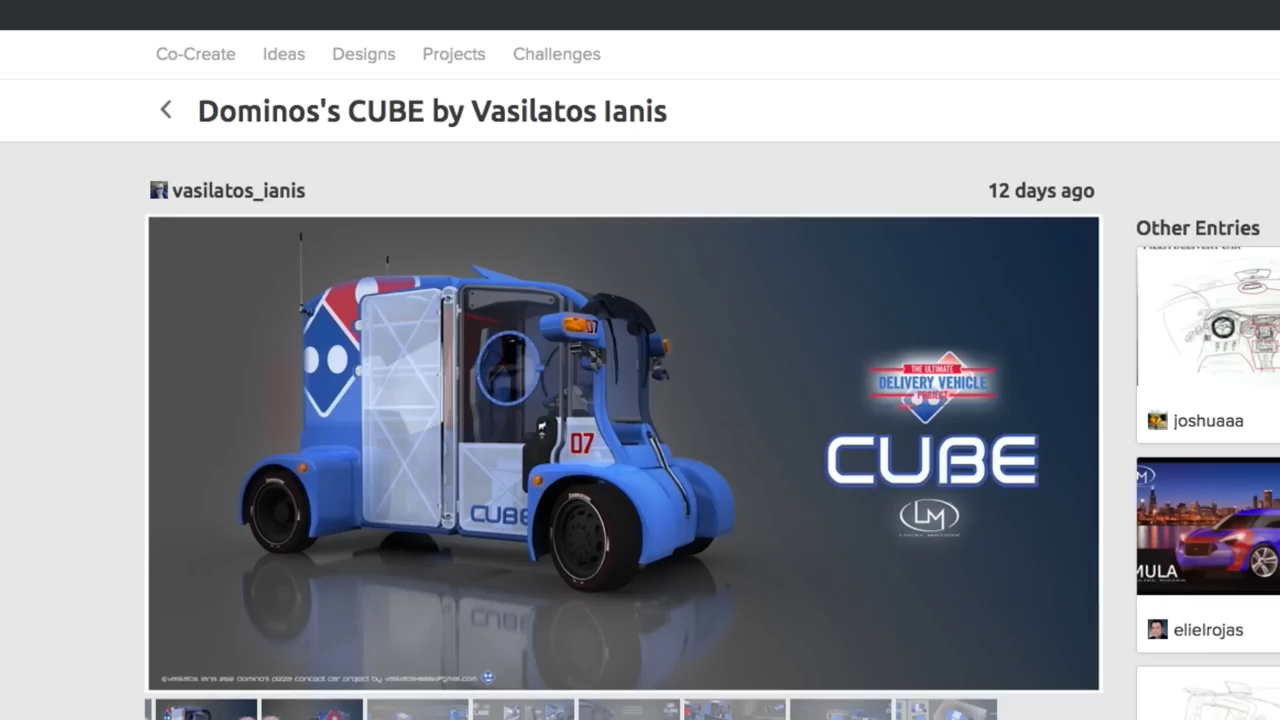 Co-Create Ideas Designs Projects Challenges
Dominos's CUBE by Vasilatos Ianis
vasilatos_ianis
12 days ago
Other Entries
THE ULTIMATE
DELIVERY VEHICLE
PROJECT
CUBE
LM
07
07
CUBE
joshuaaa
M
MULA
elielrojas